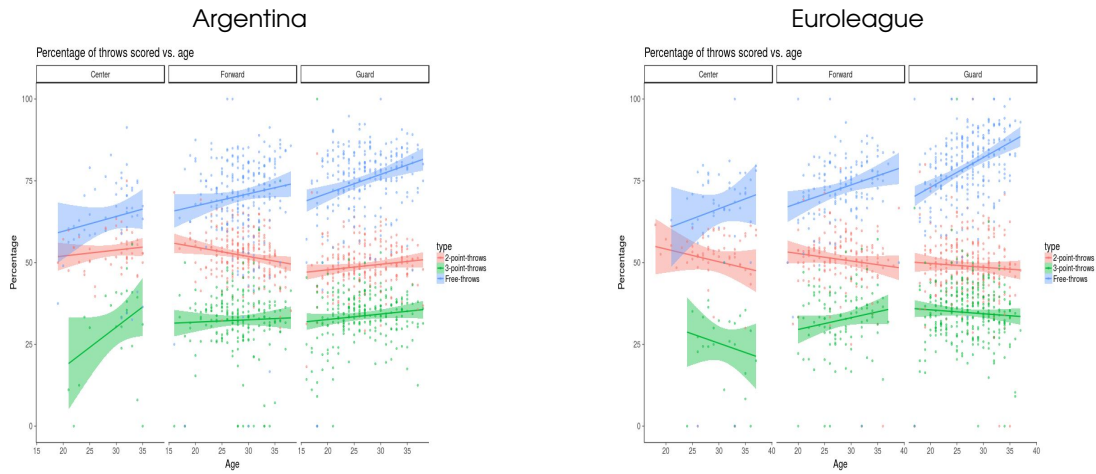 Argentina
Percentage of throws scored vs. age
Center Forward Guard
Percentage
100
75
50
25
0
15 20 25 30 35 15 20 25 30 35 15 20 25 30 35
Age
type
2-point-throws
3-point-throws
Free-throws
Euroleague
Percentage of throws scored vs. age
Center Forward Guard
Percentage
100
75
50
25
0
20 25 30 35 40 20 25 30 35 40 20 25 30 35 40
Age
type
2-point-throws
3-point-throws
Free-throws